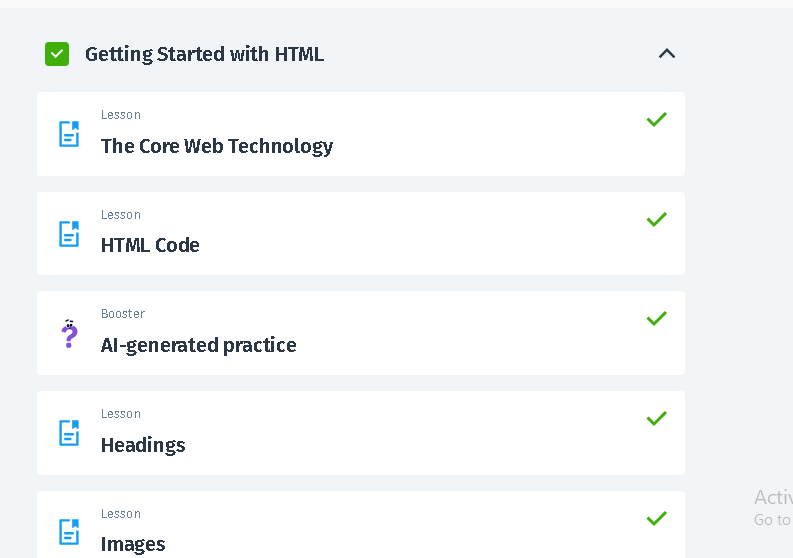 Getting Started with HTML
Lesson
The Core Web Technology
Lesson
HTML Code
Booster
AI-generated practice
Lesson
Headings
Lesson
Images
Activ
Go to